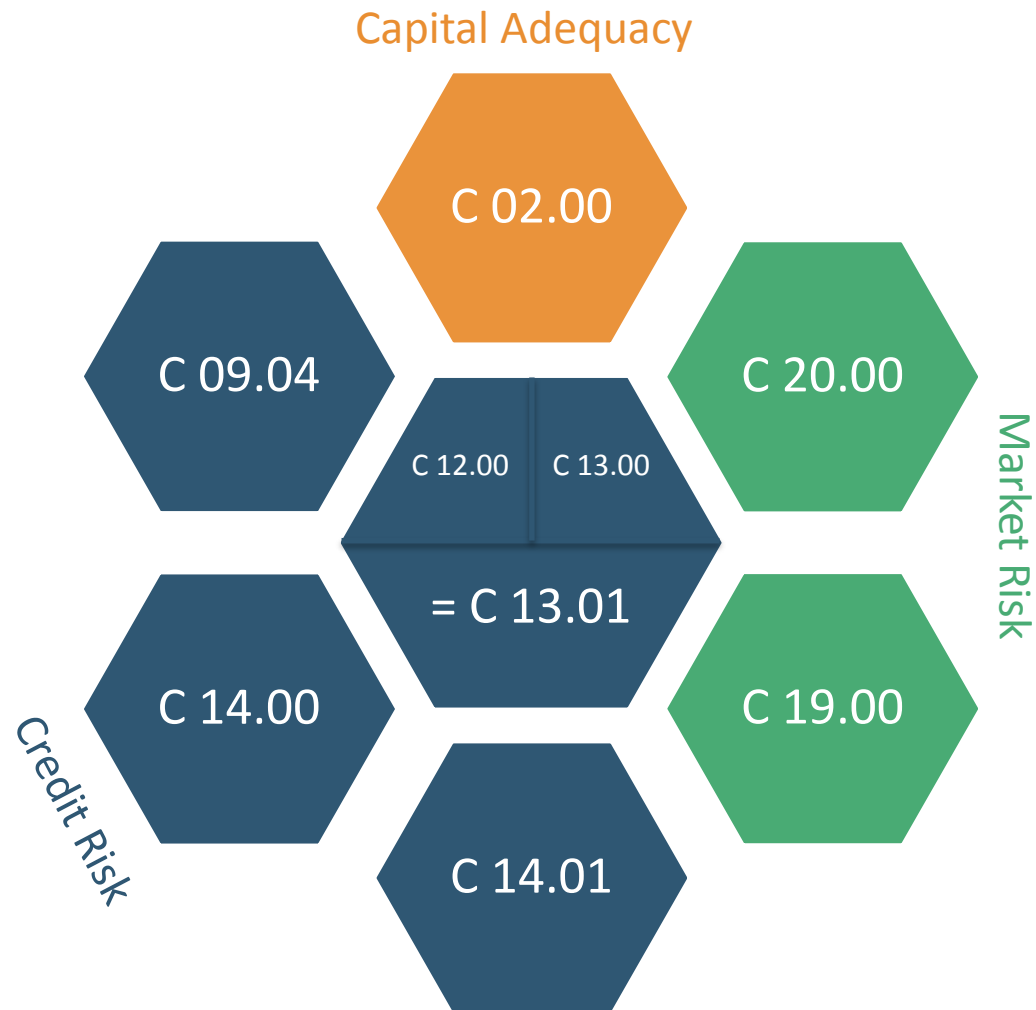 Capital Adequacy
C 02.00
C 09.04
C 20.00
C 12.00
C 13.00
= C 13.01
Market Risk
C 14.00
C 19.00
Credit Risk
C 14.01